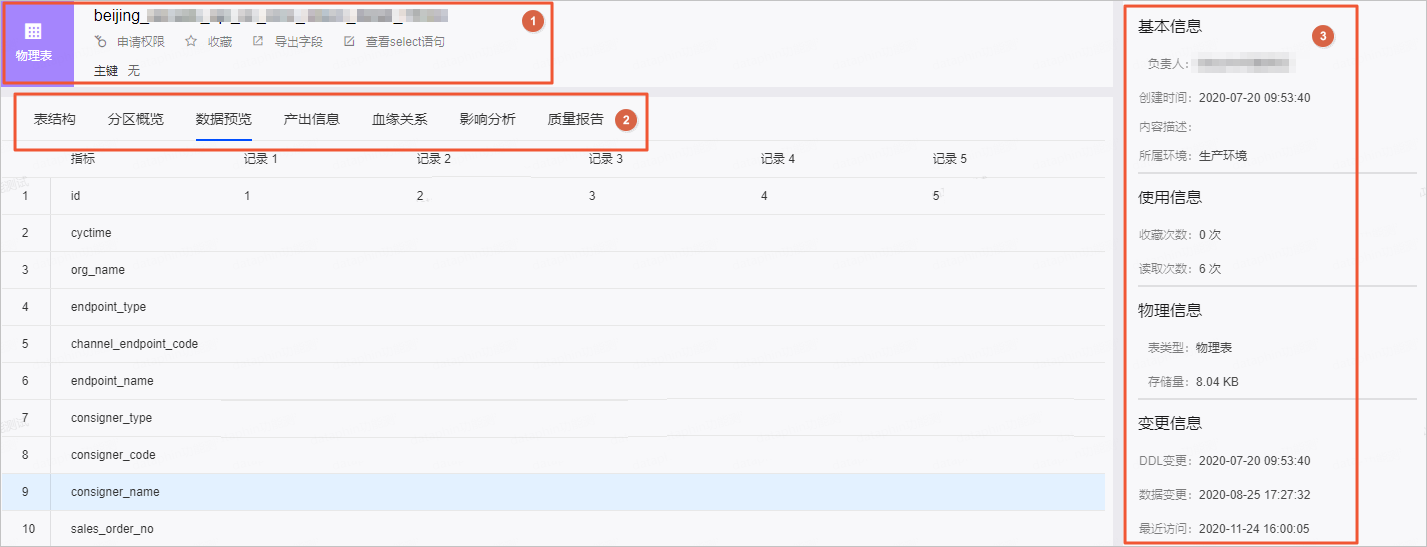 物理表
beijing_
申请权限 收藏 导出字段 查看select语句
主键 无
1
表结构 分区概览 数据预览 产出信息 血缘关系 影响分析 质量报告 2
指标 记录 1 记录 2 记录 3 记录 4 记录 5
1 id 1 2 3 4 5
2 cyctime
3 org_name
4 endpoint_type
5 channel_endpoint_code
6 endpoint_name
7 consigner_type
8 consigner_code
9 consigner_name
10 sales_order_no
基本信息 3
负责人:
创建时间: 2020-07-20 09:53:40
内容描述:
所属环境: 生产环境
使用信息
收藏次数: 0 次
读取次数: 6 次
物理信息
表类型: 物理表
存储量: 8.04 KB
变更信息
DDL变更: 2020-07-20 09:53:40
数据变更: 2020-08-25 17:27:32
最近访问: 2020-11-24 16:00:05